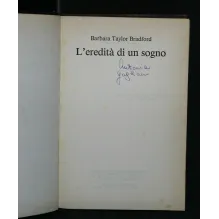 Barbara Taylor Bradford
L'eredità di un sogno